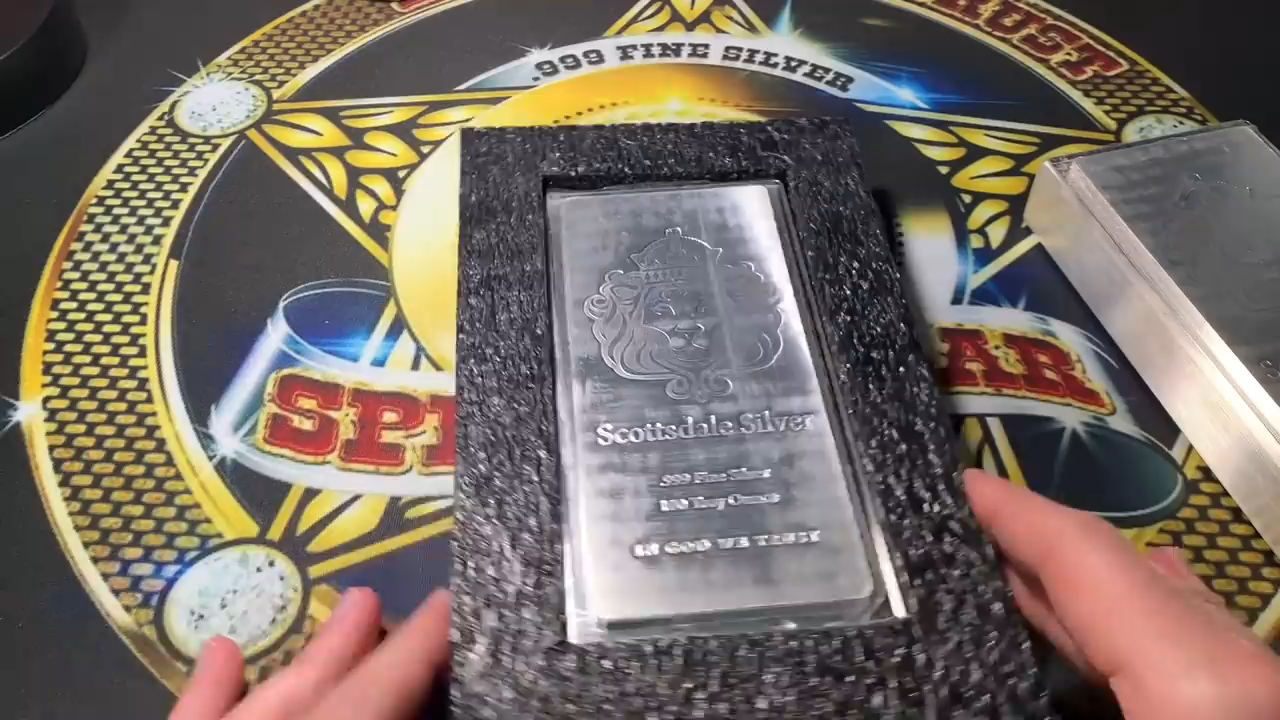 .999 FINE SILVER
Scottsdale Silver
.999 Fine Silver
100 Troy Ounce
IN GOD WE TRUST